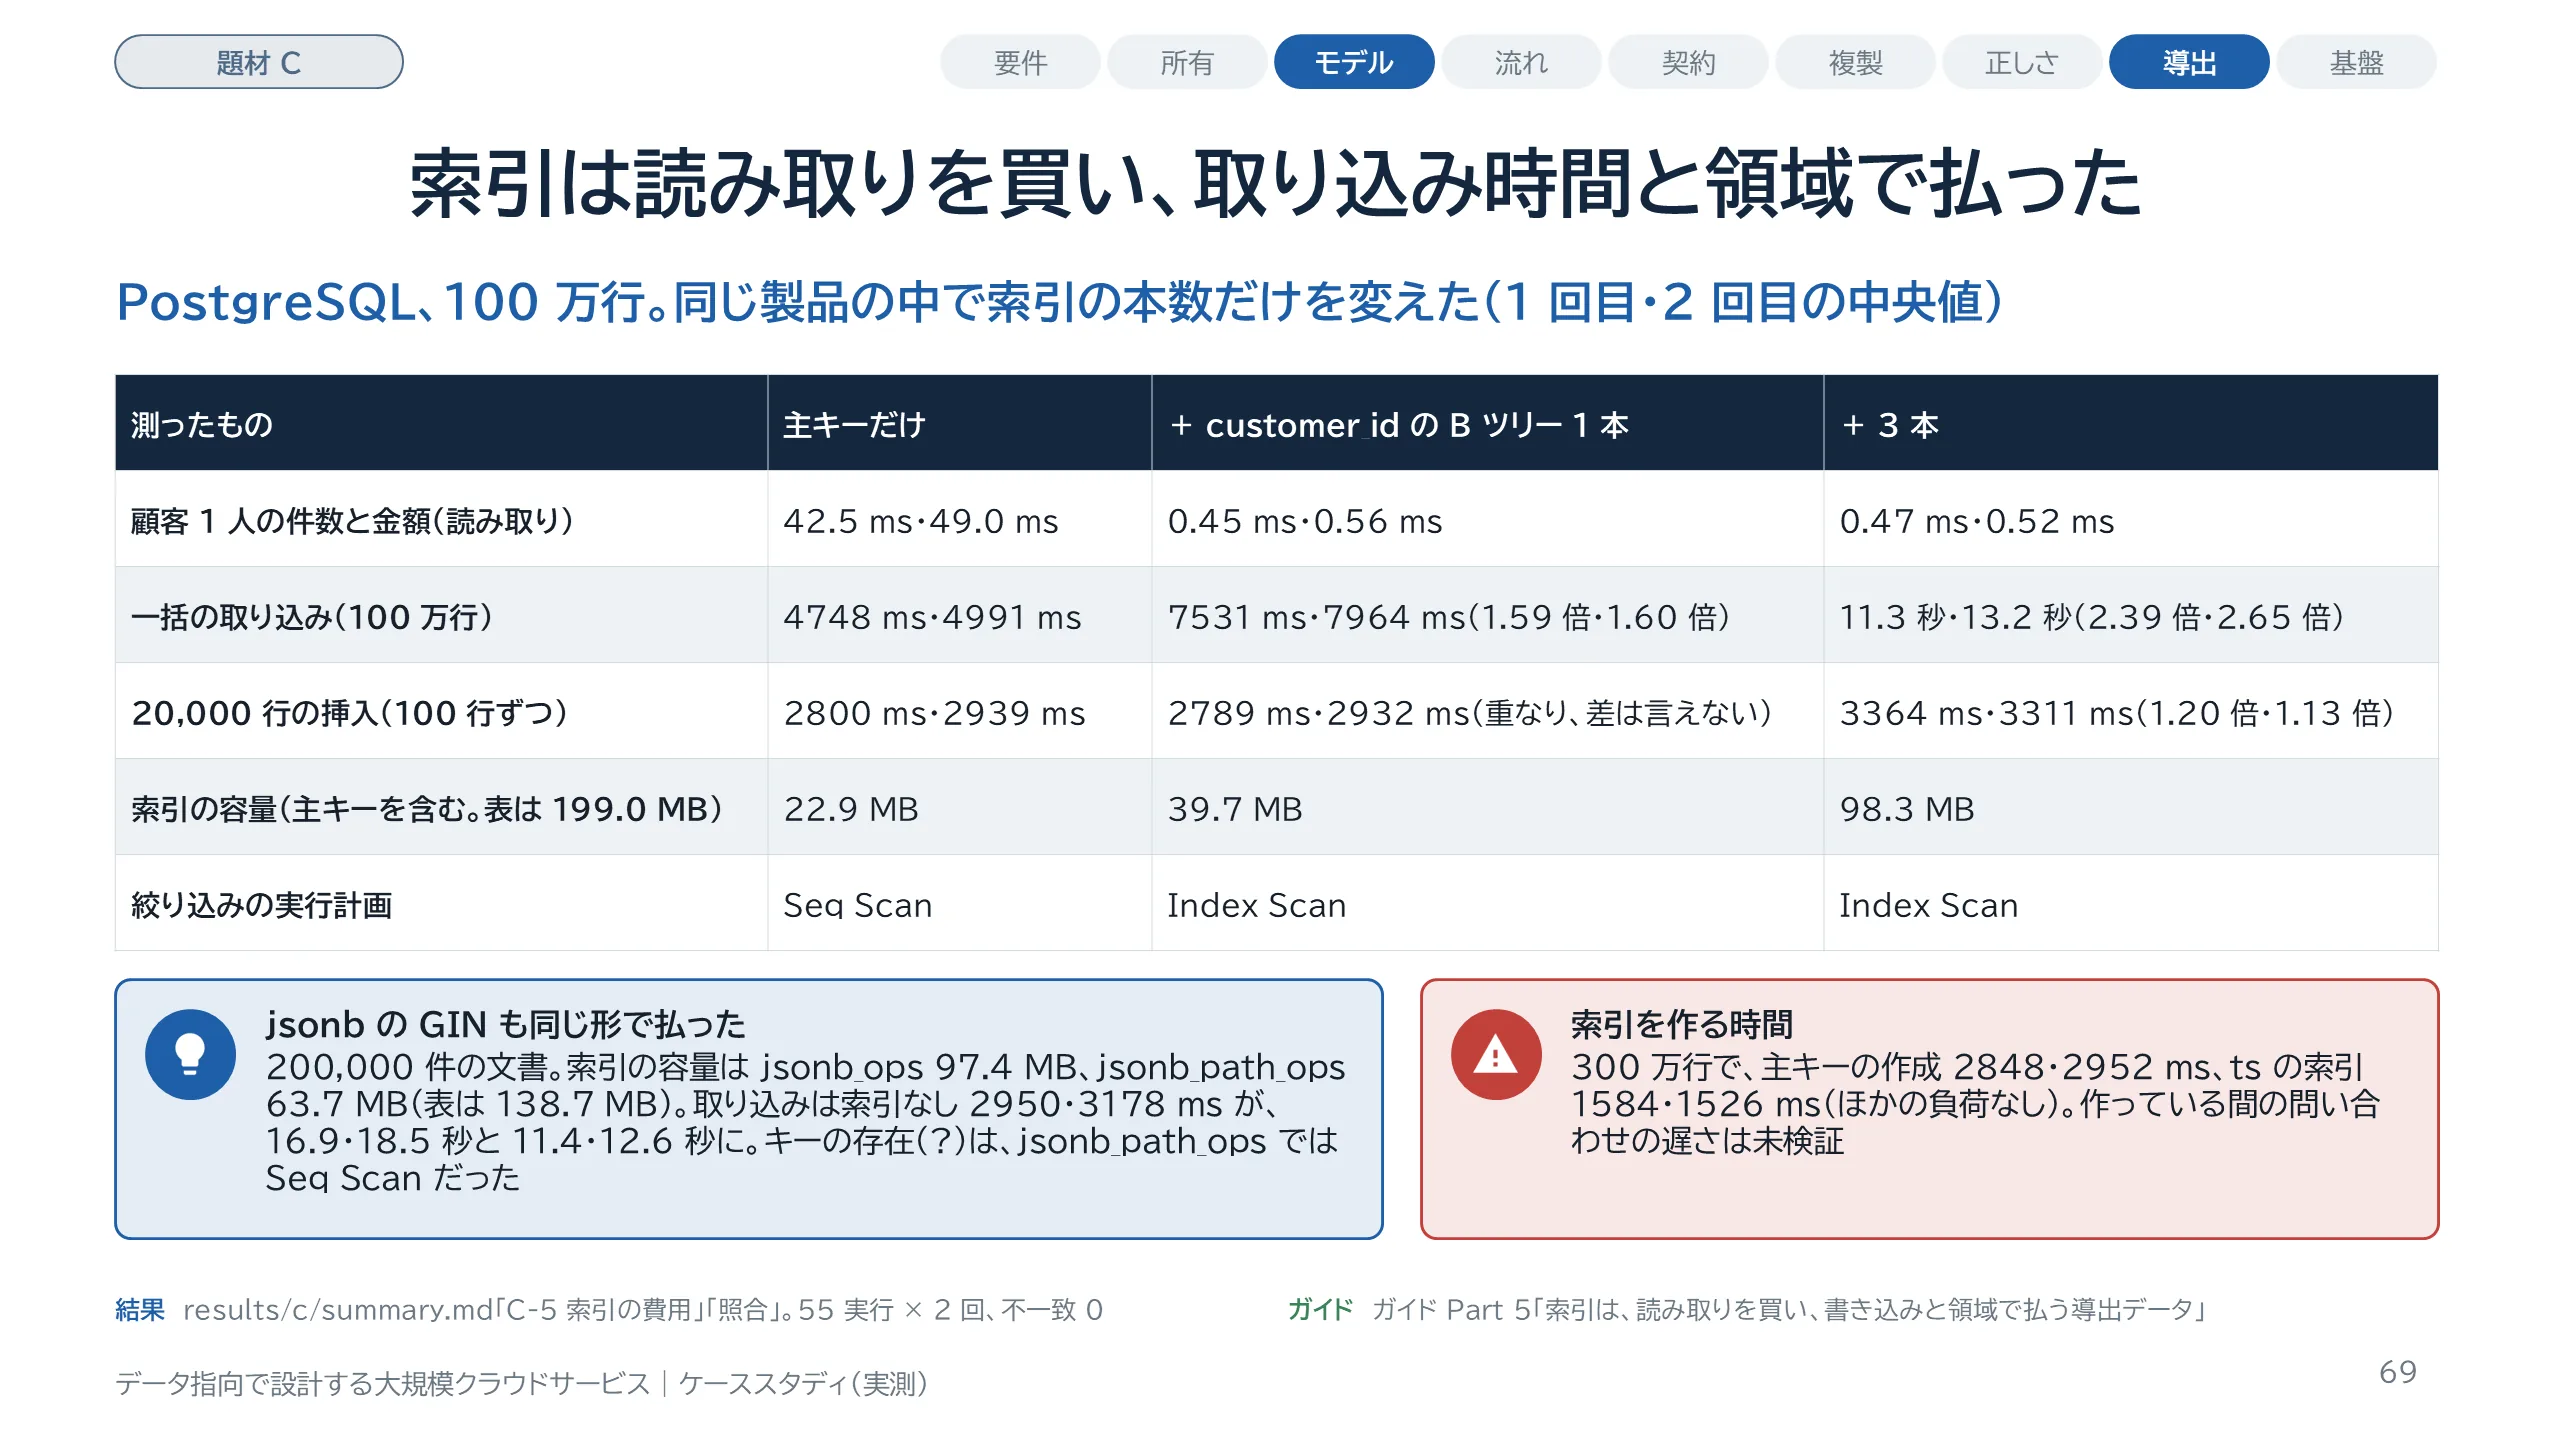 題材 C
要件 所有 モデル 流れ 契約 複製 正しさ 導出 基盤
索引は読み取りを買い、取り込み時間と領域で払った
PostgreSQL、100 万行。同じ製品の中で索引の本数だけを変えた（1 回目・2 回目の中央値）
測ったもの 主キーだけ + customer_id の B ツリー 1 本 + 3 本
顧客 1 人の件数と金額（読み取り） 42.5 ms・49.0 ms 0.45 ms・0.56 ms 0.47 ms・0.52 ms
一括の取り込み（100 万行） 4748 ms・4991 ms 7531 ms・7964 ms（1.59 倍・1.60 倍） 11.3 秒・13.2 秒（2.39 倍・2.65 倍）
20,000 行の挿入（100 行ずつ） 2800 ms・2939 ms 2789 ms・2932 ms（重なり、差は言えない） 3364 ms・3311 ms（1.20 倍・1.13 倍）
索引の容量（主キーを含む。表は 199.0 MB） 22.9 MB 39.7 MB 98.3 MB
絞り込みの実行計画 Seq Scan Index Scan Index Scan
jsonb の GIN も同じ形で払った
200,000 件の文書。索引の容量は jsonb_ops 97.4 MB、jsonb_path_ops
63.7 MB（表は 138.7 MB）。取り込みは索引なし 2950・3178 ms が、
16.9・18.5 秒と 11.4・12.6 秒に。キーの存在（?）は、jsonb_path_ops では
Seq Scan だった
索引を作る時間
300 万行で、主キーの作成 2848・2952 ms、ts の索引
1584・1526 ms（ほかの負荷なし）。作っている間の問い合
わせの遅さは未検証
結果 results/c/summary.md「C-5 索引の費用」「照合」。55 実行 × 2 回、不一致 0
ガイド ガイド Part 5「索引は、読み取りを買い、書き込みと領域で払う導出データ」
データ指向で設計する大規模クラウドサービス｜ケーススタディ（実測）
69